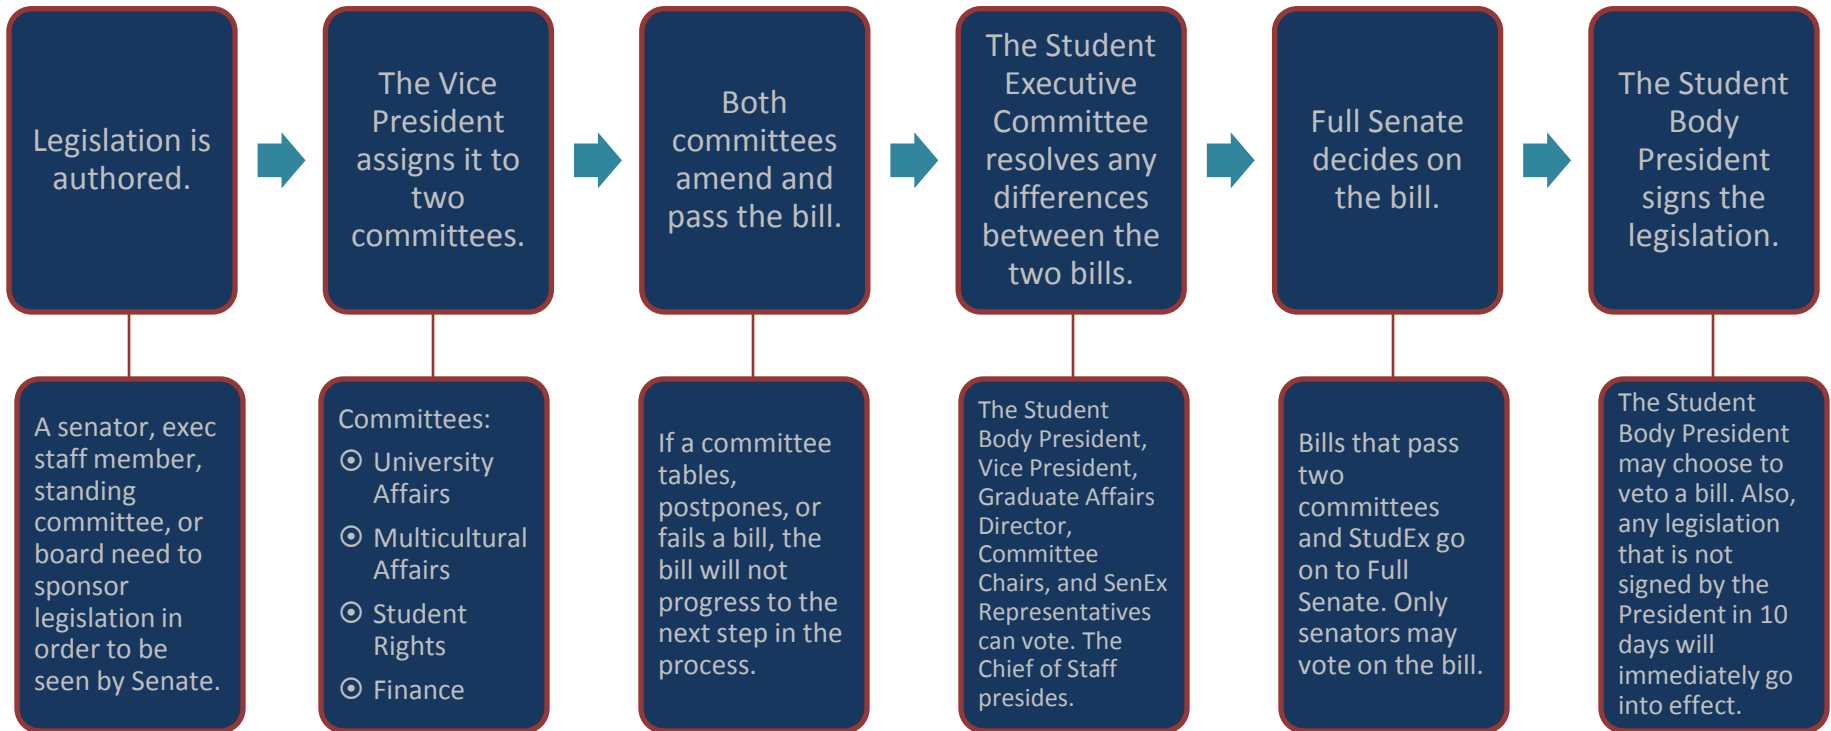 Legislation is
authored.
The Vice
President
assigns it to
two
committees.
Both
committees
amend and
pass the bill.
The Student
Executive
Committee
resolves any
differences
between the
two bills.
Full Senate
decides on
the bill.
The Student
Body
President
signs the
legislation.
A senator, exec
staff member,
standing
committee, or
board need to
sponsor
legislation in
order to be
seen by Senate.
Committees:
University
Affairs
Multicultural
Affairs
Student
Rights
Finance
If a committee
tables,
postpones, or
fails a bill, the
bill will not
progress to the
next step in the
process.
The Student
Body President,
Vice President,
Graduate Affairs
Director,
Committee
Chairs, and SenEx
Representatives
can vote. The
Chief of Staff
presides.
Bills that pass
two
committees
and StudEx go
on to Full
Senate. Only
senators may
vote on the bill.
The Student
Body President
may choose to
veto a bill. Also,
any legislation
that is not
signed by the
President in 10
days will
immediately go
into effect.